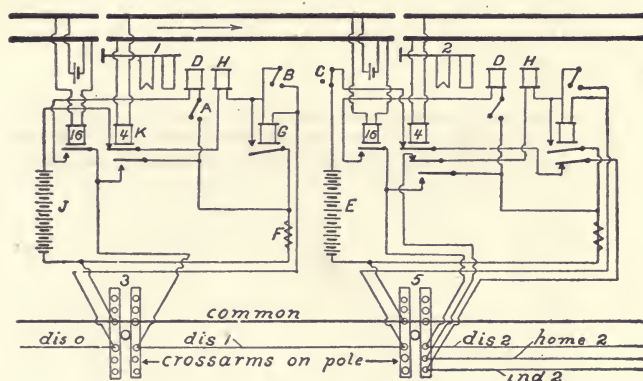 1 D H B
A
16 4 K G
J
F
3
common
dis 0 dis 1
crossarms on pole
2 D H
C
16 4
E
5
dis 2 home 2
ind 2